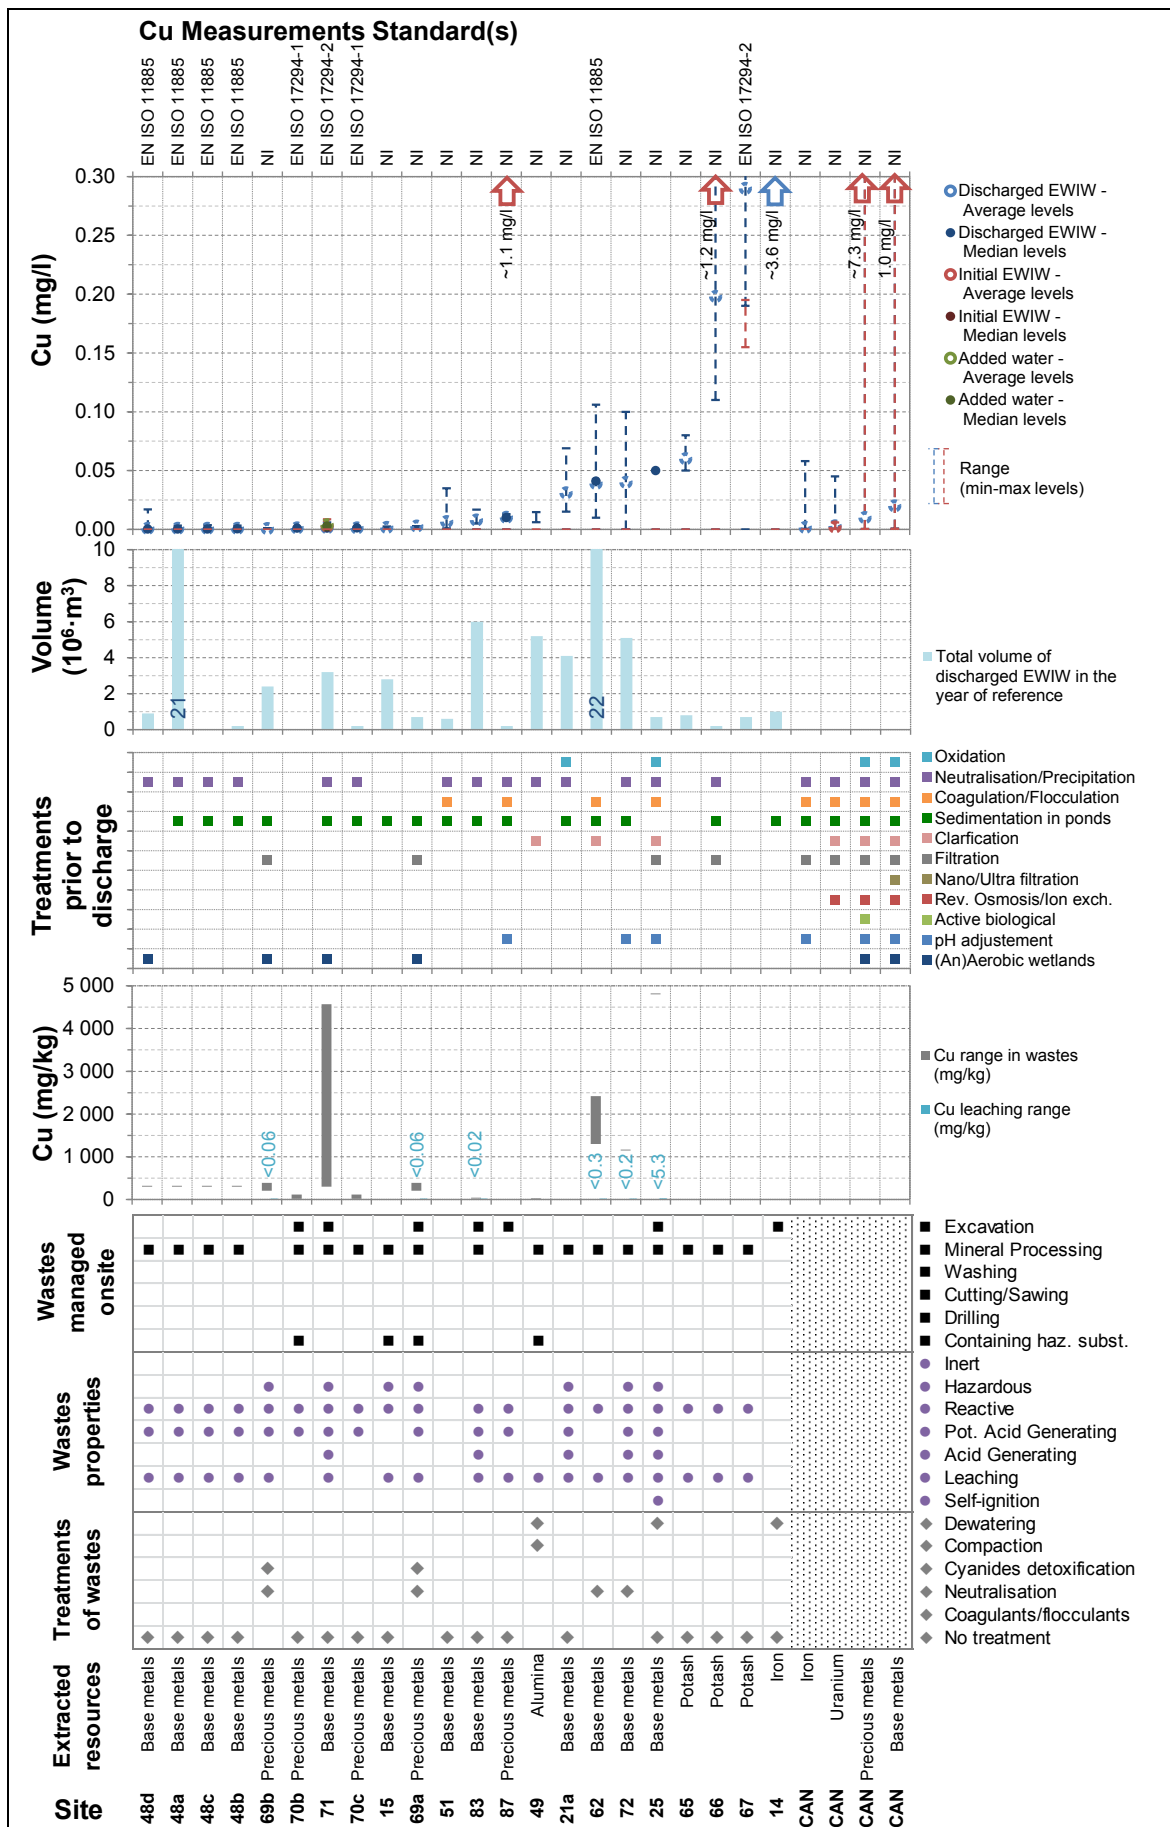 Cu Measurements Standard(s)
EN ISO 11885
EN ISO 11885
EN ISO 11885
EN ISO 11885
NI
EN ISO 17294-1
EN ISO 17294-2
EN ISO 17294-1
NI
NI
NI
NI
NI
NI
NI
EN ISO 11885
NI
NI
NI
NI
EN ISO 17294-2
NI
NI
NI
NI
NI
Cu (mg/l)
0.30
0.25
0.20
0.15
0.10
0.05
0.00
~1.1 mg/l
~1.2 mg/l
~3.6 mg/l
~7.3 mg/l
1.0 mg/l
Discharged EWIW -
Average levels
Discharged EWIW -
Median levels
Initial EWIW -
Average levels
Initial EWIW -
Median levels
Added water -
Average levels
Added water -
Median levels
Range
(min-max levels)
Volume
(10⁶·m³)
10
8
6
4
2
0
21
22
Total volume of
discharged EWIW in the
year of reference
Treatments
prior to
discharge
Oxidation
Neutralisation/Precipitation
Coagulation/Flocculation
Sedimentation in ponds
Clarfication
Filtration
Nano/Ultra filtration
Rev. Osmosis/Ion exch.
Active biological
pH adjustement
(An)Aerobic wetlands
Cu (mg/kg)
5 000
4 000
3 000
2 000
1 000
0
<0.06
<0.06
<0.02
<0.3
<0.2
<5.3
Cu range in wastes
(mg/kg)
Cu leaching range
(mg/kg)
Wastes
managed
onsite
Excavation
Mineral Processing
Washing
Cutting/Sawing
Drilling
Containing haz. subst.
Wastes
properties
Inert
Hazardous
Reactive
Pot. Acid Generating
Acid Generating
Leaching
Self-ignition
Treatments
of wastes
Dewatering
Compaction
Cyanides detoxification
Neutralisation
Coagulants/flocculants
No treatment
Extracted
resources
Base metals
Base metals
Base metals
Base metals
Precious metals
Precious metals
Base metals
Precious metals
Base metals
Precious metals
Base metals
Base metals
Precious metals
Alumina
Base metals
Base metals
Base metals
Base metals
Potash
Potash
Potash
Iron
Iron
Uranium
Precious metals
Base metals
Site
48d
48a
48c
48b
69b
70b
71
70c
15
69a
51
83
87
49
21a
62
72
25
65
66
67
14
CAN
CAN
CAN
CAN